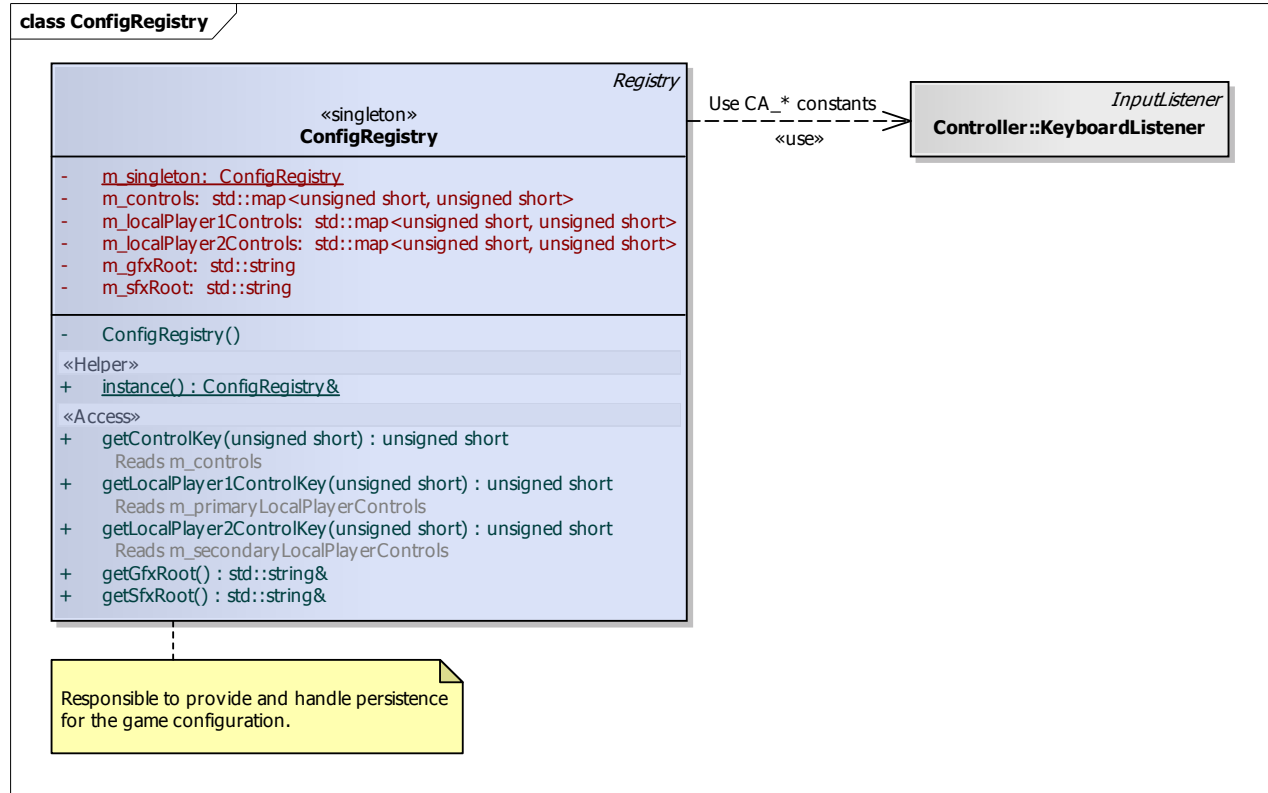 class ConfigRegistry
Registry
«singleton»
ConfigRegistry
- m_singleton: ConfigRegistry
- m_controls: std::map<unsigned short, unsigned short>
- m_localPlayer1Controls: std::map<unsigned short, unsigned short>
- m_localPlayer2Controls: std::map<unsigned short, unsigned short>
- m_gfxRoot: std::string
- m_sfxRoot: std::string
- ConfigRegistry()
«Helper»
+ instance() : ConfigRegistry&
«Access»
+ getControlKey(unsigned short) : unsigned short
Reads m_controls
+ getLocalPlayer1ControlKey(unsigned short) : unsigned short
Reads m_primaryLocalPlayerControls
+ getLocalPlayer2ControlKey(unsigned short) : unsigned short
Reads m_secondaryLocalPlayerControls
+ getGfxRoot() : std::string&
+ getSfxRoot() : std::string&
Use CA_* constants
«use»
InputListener
Controller::KeyboardListener
Responsible to provide and handle persistence
for the game configuration.